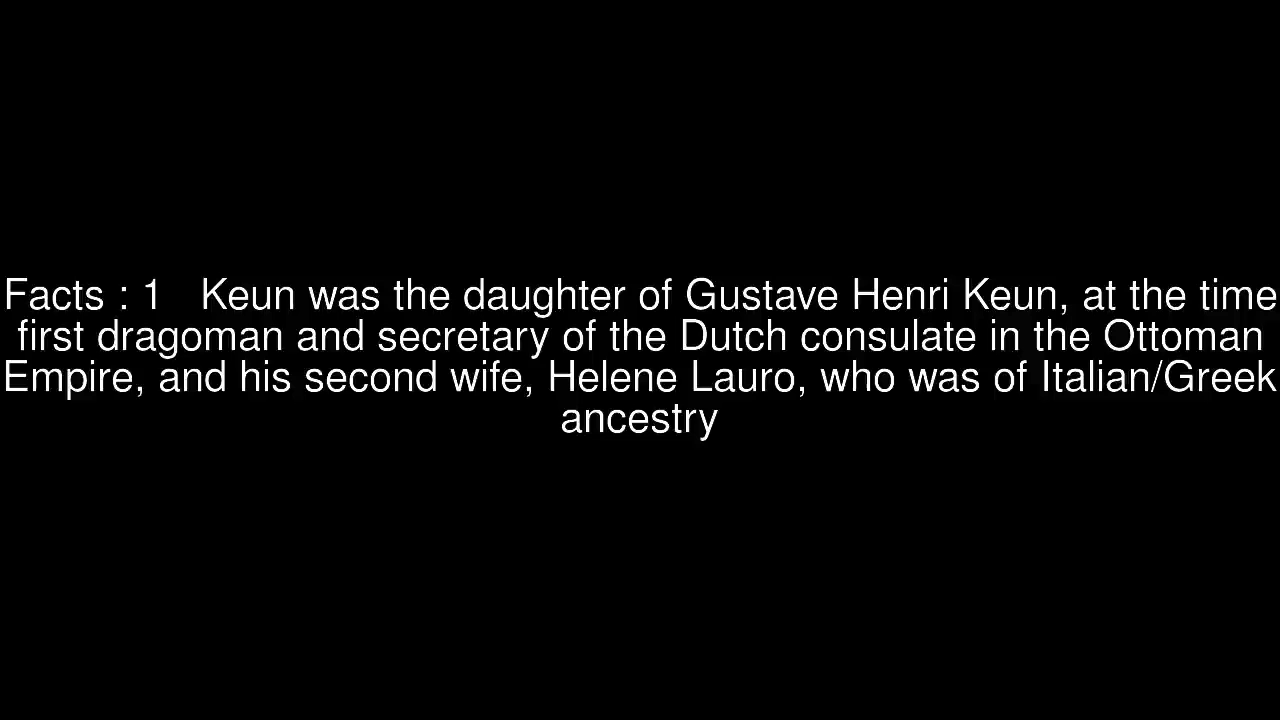 Facts : 1   Keun was the daughter of Gustave Henri Keun, at the time
first dragoman and secretary of the Dutch consulate in the Ottoman
Empire, and his second wife, Helene Lauro, who was of Italian/Greek
ancestry